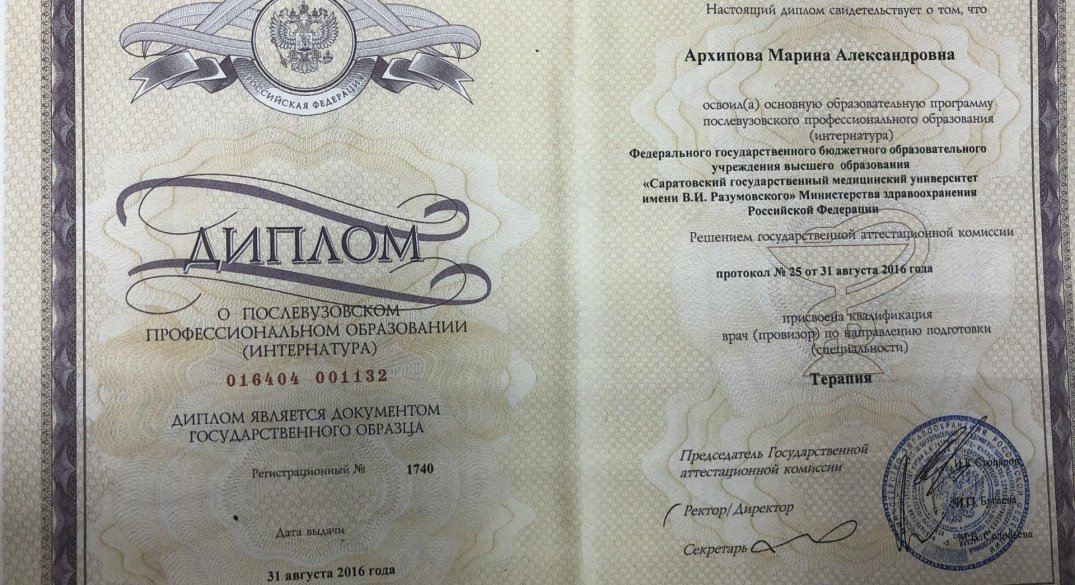 РОССИЙСКАЯ ФЕДЕРАЦИЯ
ДИПЛОМ
О ПОСЛЕВУЗОВСКОМ
ПРОФЕССИОНАЛЬНОМ ОБРАЗОВАНИИ
(ИНТЕРНАТУРА)
016404 001132
ДИПЛОМ ЯВЛЯЕТСЯ ДОКУМЕНТОМ
ГОСУДАРСТВЕННОГО ОБРАЗЦА
Регистрационный № 1740
Дата выдачи
31 августа 2016 года
Настоящий диплом свидетельствует о том, что
Архипова Марина Александровна
освоил(а) основную образовательную программу
послевузовского профессионального образования
(интернатура)
Федерального государственного бюджетного образовательного
учреждения высшего образования
«Саратовский государственный медицинский университет
имени В.И. Разумовского» Министерства здравоохранения
Российской Федерации
Решением государственной аттестационной комиссии
протокол № 25 от 31 августа 2016 года
присвоена квалификация
врач (провизор) по направлению подготовки
(специальности)
Терапия
Председатель Государственной
аттестационной комиссии
Ректор/Директор
М.П.
Секретарь